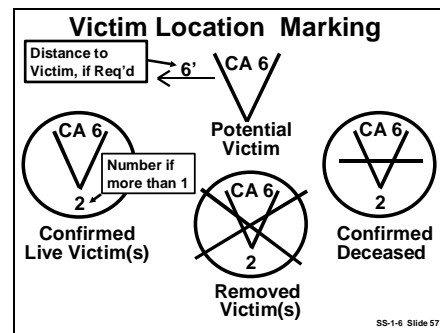 Victim Location Marking
Distance to
Victim, if Req'd
6'
CA 6
Potential
Victim
CA 6
2
Number if
more than 1
Confirmed
Live Victim(s)
CA 6
2
Removed
Victim(s)
CA 6
2
Confirmed
Deceased
SS-1-6 Slide 57